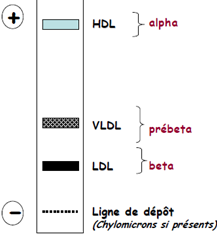 +
HDL
alpha
VLDL
prébeta
LDL
beta
−
Ligne de dépôt
(Chylomicrons si présents)